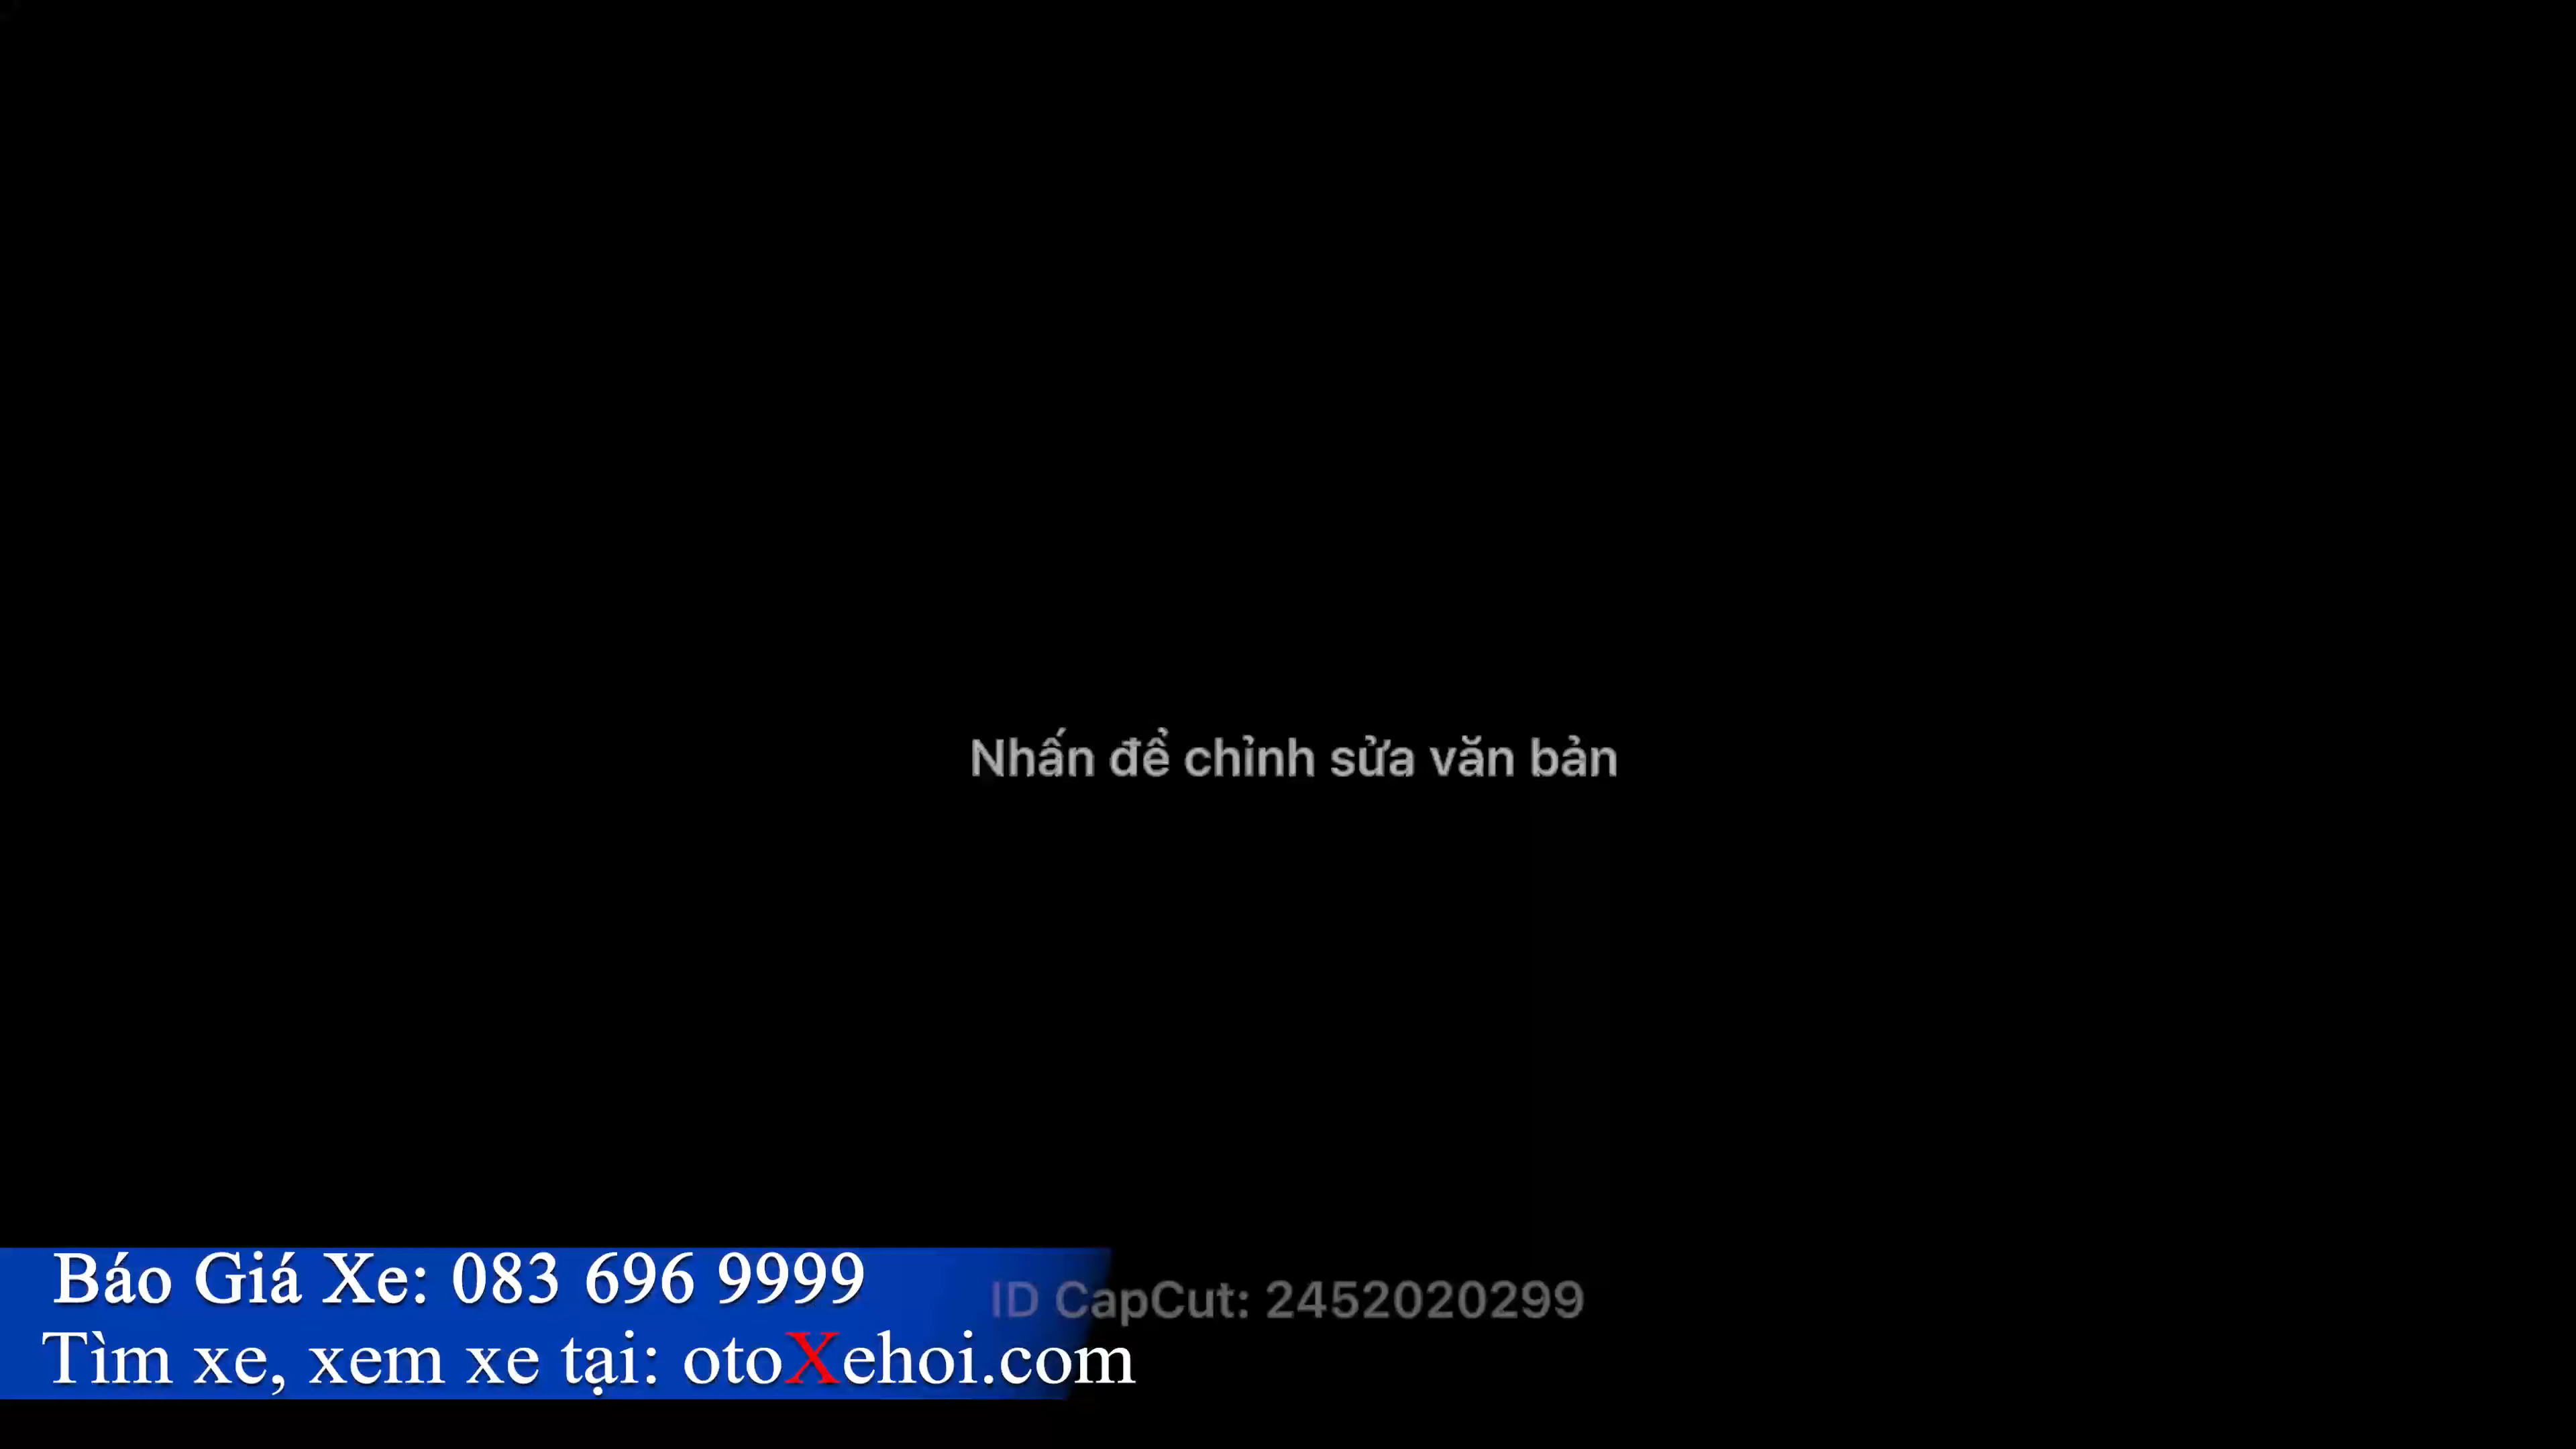 Nhấn để chỉnh sửa văn bản
Báo Giá Xe: 083 696 9999
ID CapCut: 2452020299
Tìm xe, xem xe tại: otoXehoi.com